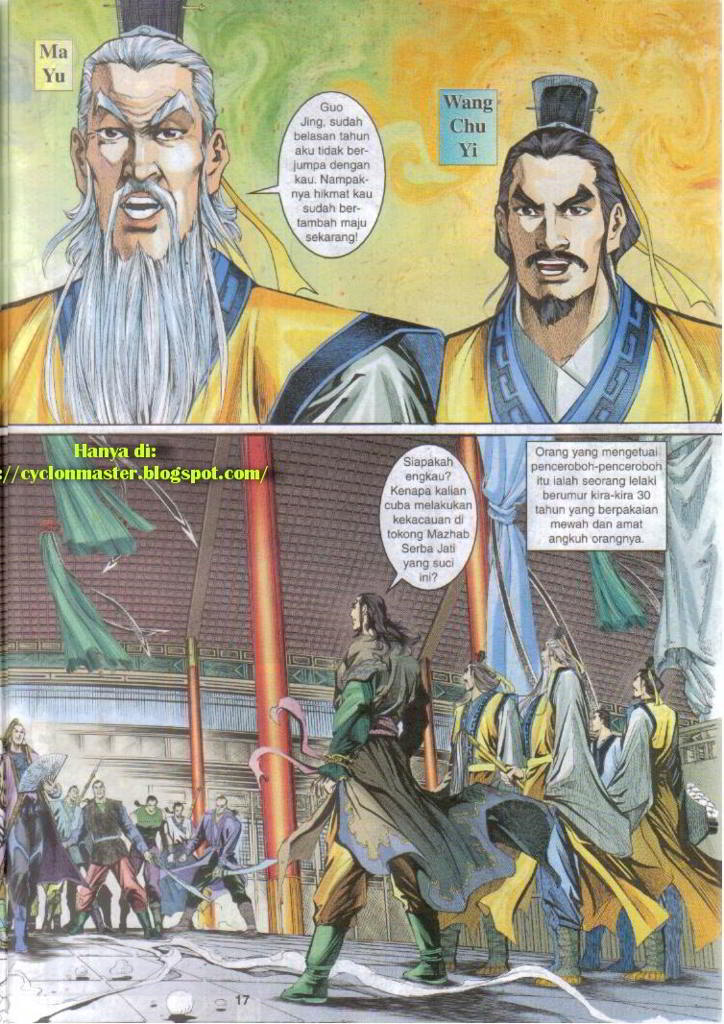 Ma
Yu
Guo
Jing, sudah
belasan tahun
aku tidak ber-
jumpa dengan
kau. Nampak-
nya hikmat kau
sudah ber-
tambah maju
sekarang!
Wang
Chu
Yi
Hanya di:
://cyclonmaster.blogspot.com/
Siapakah
engkau?
Kenapa kalian
cuba melakukan
kekacauan di
tokong Mazhab
Serba Jati
yang suci
ini?
Orang yang mengetuai
penceroboh-penceroboh
itu ialah seorang lelaki
berumur kira-kira 30
tahun yang berpakaian
mewah dan amat
angkuh orangnya.
17